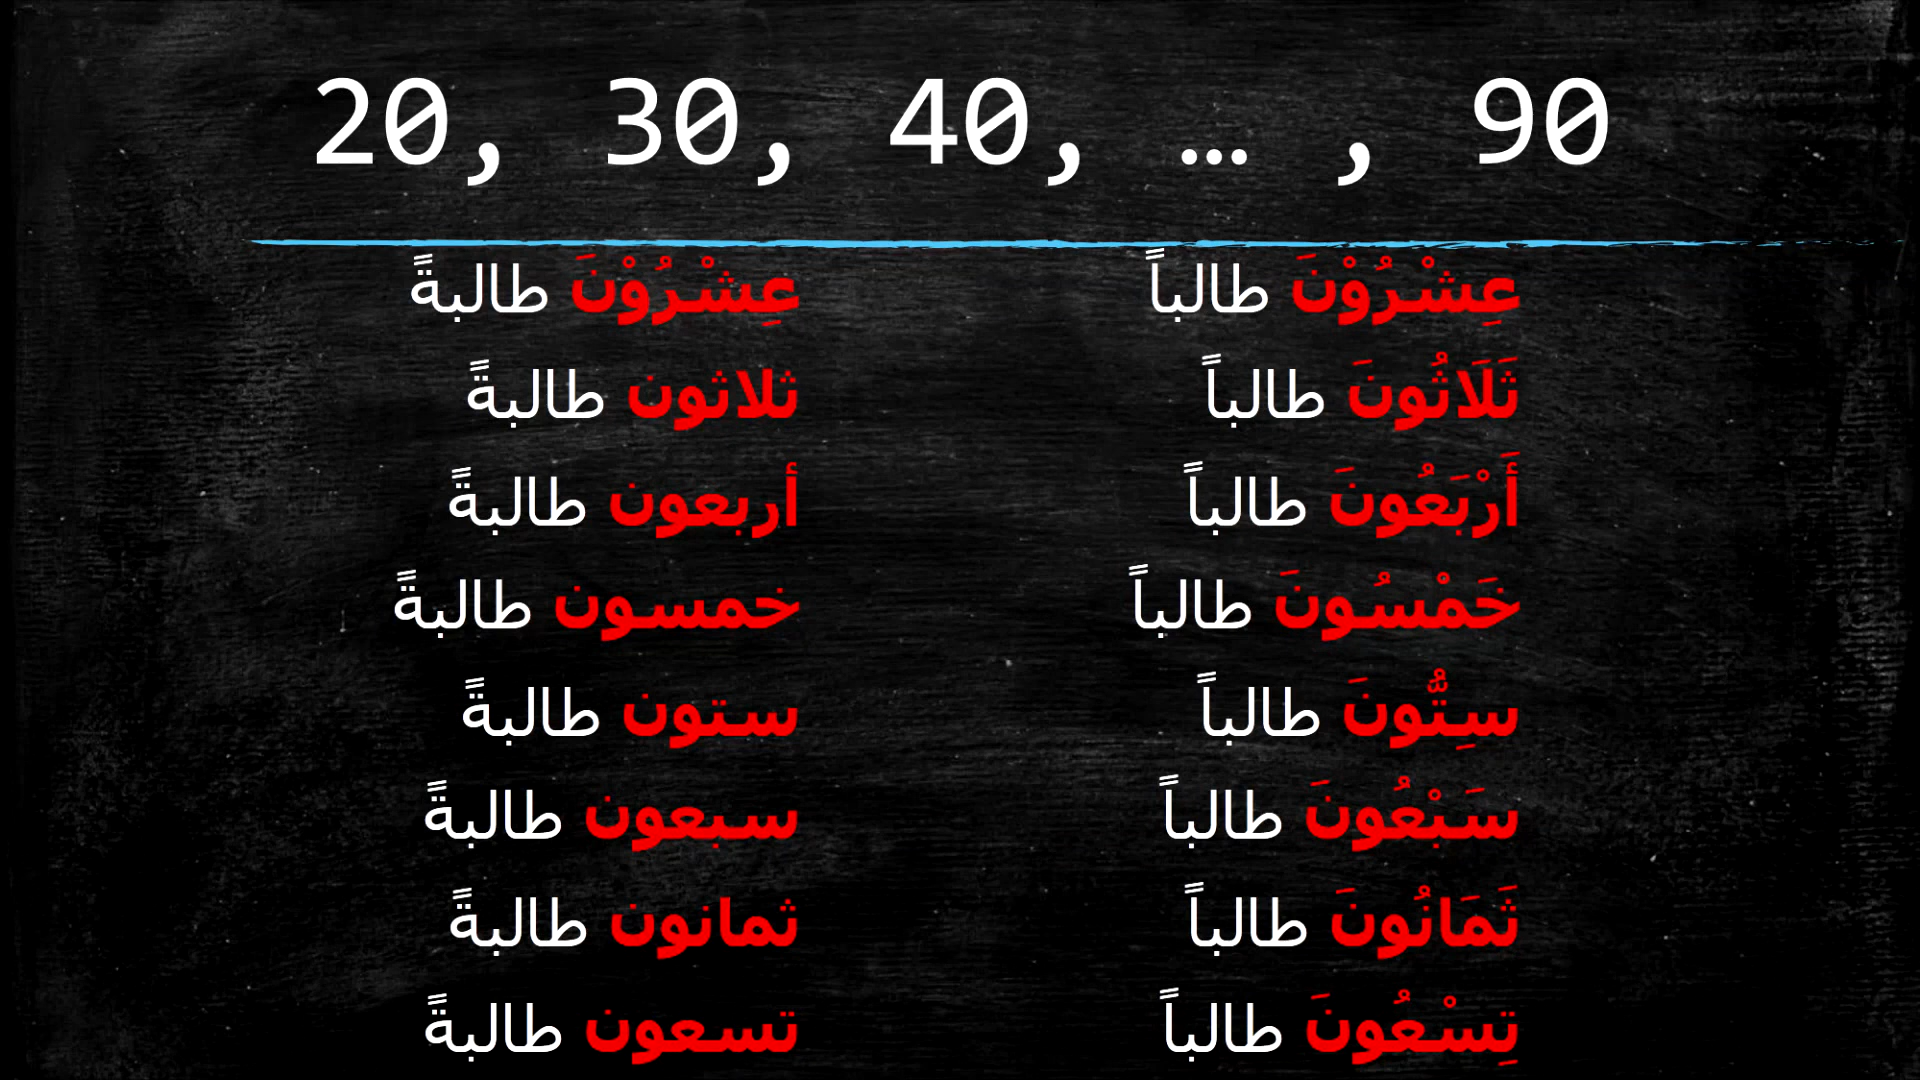 20, 30, 40, … , 90
عِشْرُوْنَ طالباً
عِشْرُوْنَ طالبةً
ثَلَاثُونَ طالباً
ثلاثون طالبةً
أَرْبَعُونَ طالباً
أربعون طالبةً
خَمْسُونَ طالباً
خمسون طالبةً
سِتُّونَ طالباً
ستون طالبةً
سَبْعُونَ طالباً
سبعون طالبةً
ثَمَانُونَ طالباً
ثمانون طالبةً
تِسْعُونَ طالباً
تسعون طالبةً